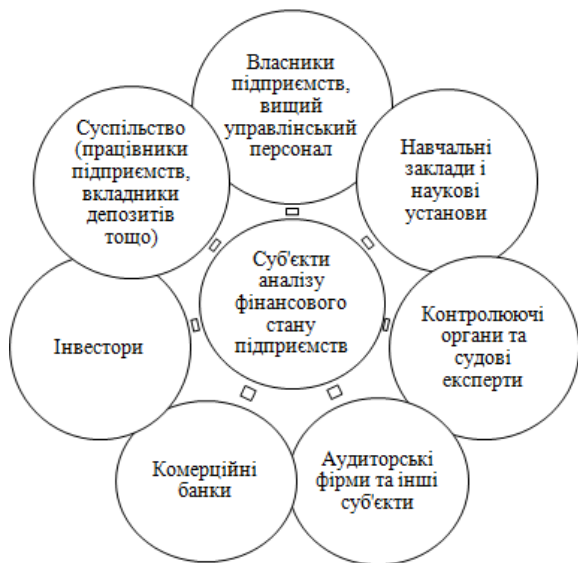 Власники
підприємств,
вищий
управлінський
персонал
Навчальні
заклади і
наукові
установи
Контролюючі
органи та
судові
експерти
Аудиторські
фірми та інші
суб'єкти
Комерційні
банки
Інвестори
Суспільство
(працівники
підприємств,
вкладники
депозитів
тощо)
Суб'єкти
аналізу
фінансового
стану
підприємств